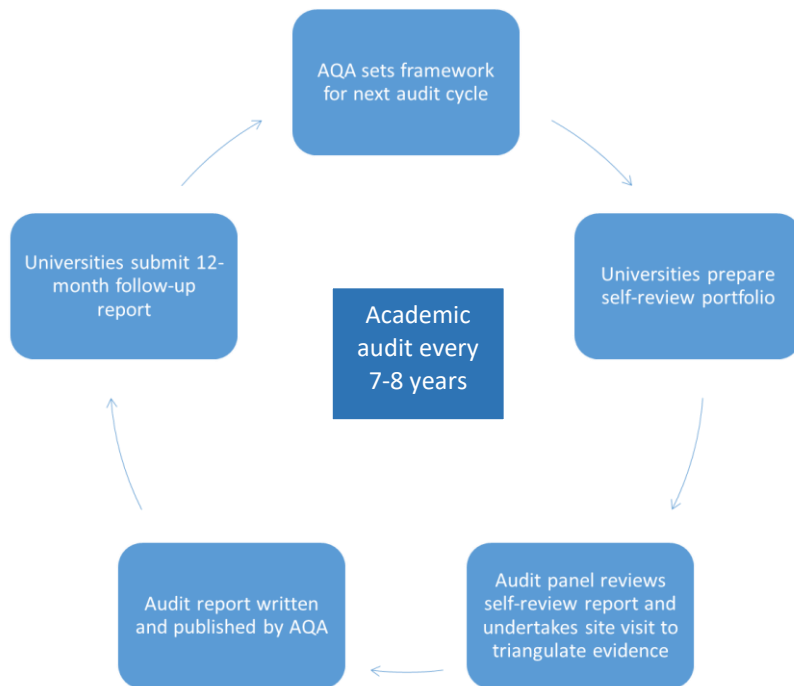 AQA sets framework
for next audit cycle
Universities prepare
self-review portfolio
Audit panel reviews
self-review report and
undertakes site visit to
triangulate evidence
Audit report written
and published by AQA
Universities submit 12-
month follow-up
report
Academic
audit every
7-8 years